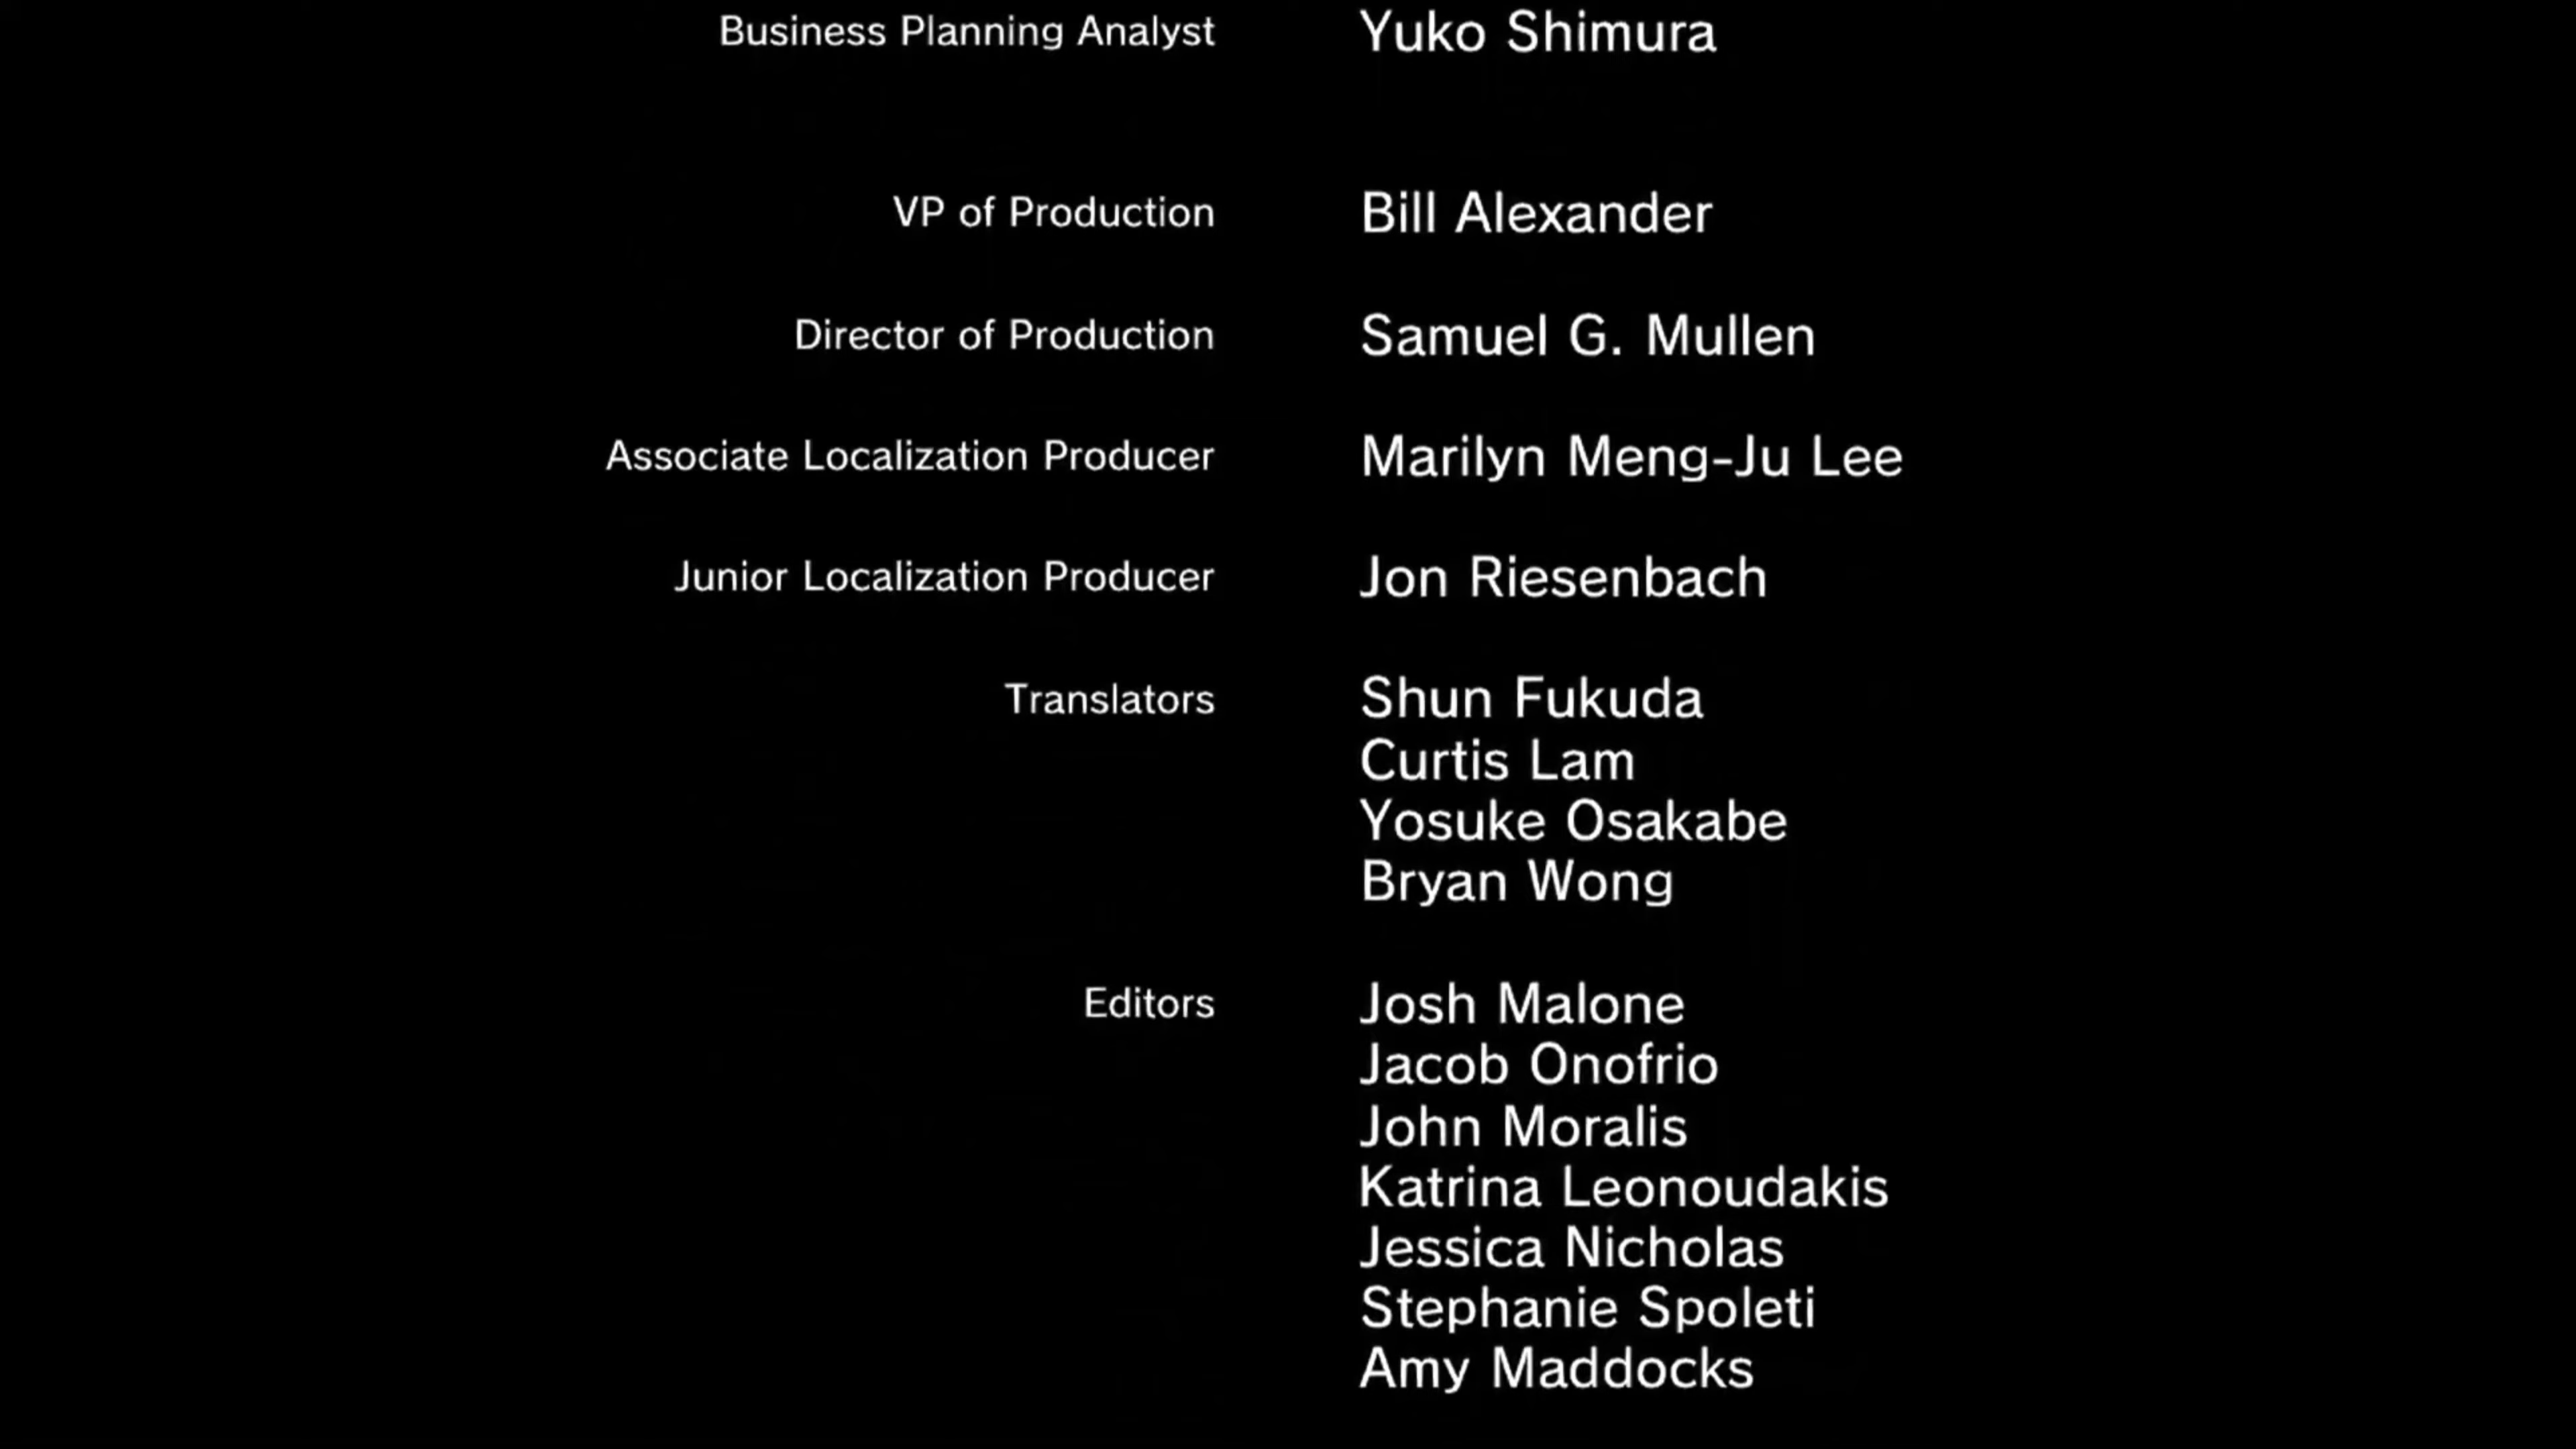 Business Planning Analyst Yuko Shimura
VP of Production Bill Alexander
Director of Production Samuel G. Mullen
Associate Localization Producer Marilyn Meng-Ju Lee
Junior Localization Producer Jon Riesenbach
Translators Shun Fukuda
Curtis Lam
Yosuke Osakabe
Bryan Wong
Editors Josh Malone
Jacob Onofrio
John Moralis
Katrina Leonoudakis
Jessica Nicholas
Stephanie Spoleti
Amy Maddocks